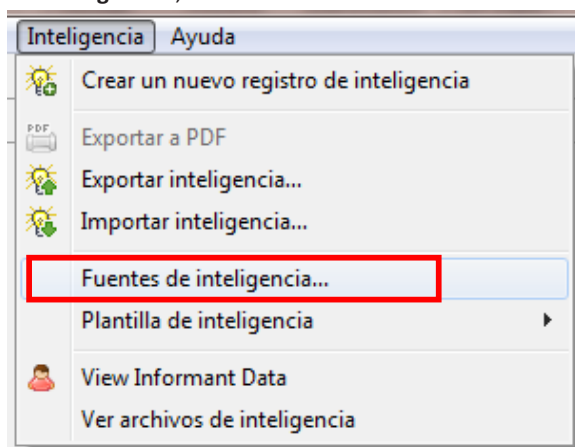 Inteligencia Ayuda
Crear un nuevo registro de inteligencia
PDF
Exportar a PDF
Exportar inteligencia...
Importar inteligencia...
Fuentes de inteligencia...
Plantilla de inteligencia
View Informant Data
Ver archivos de inteligencia